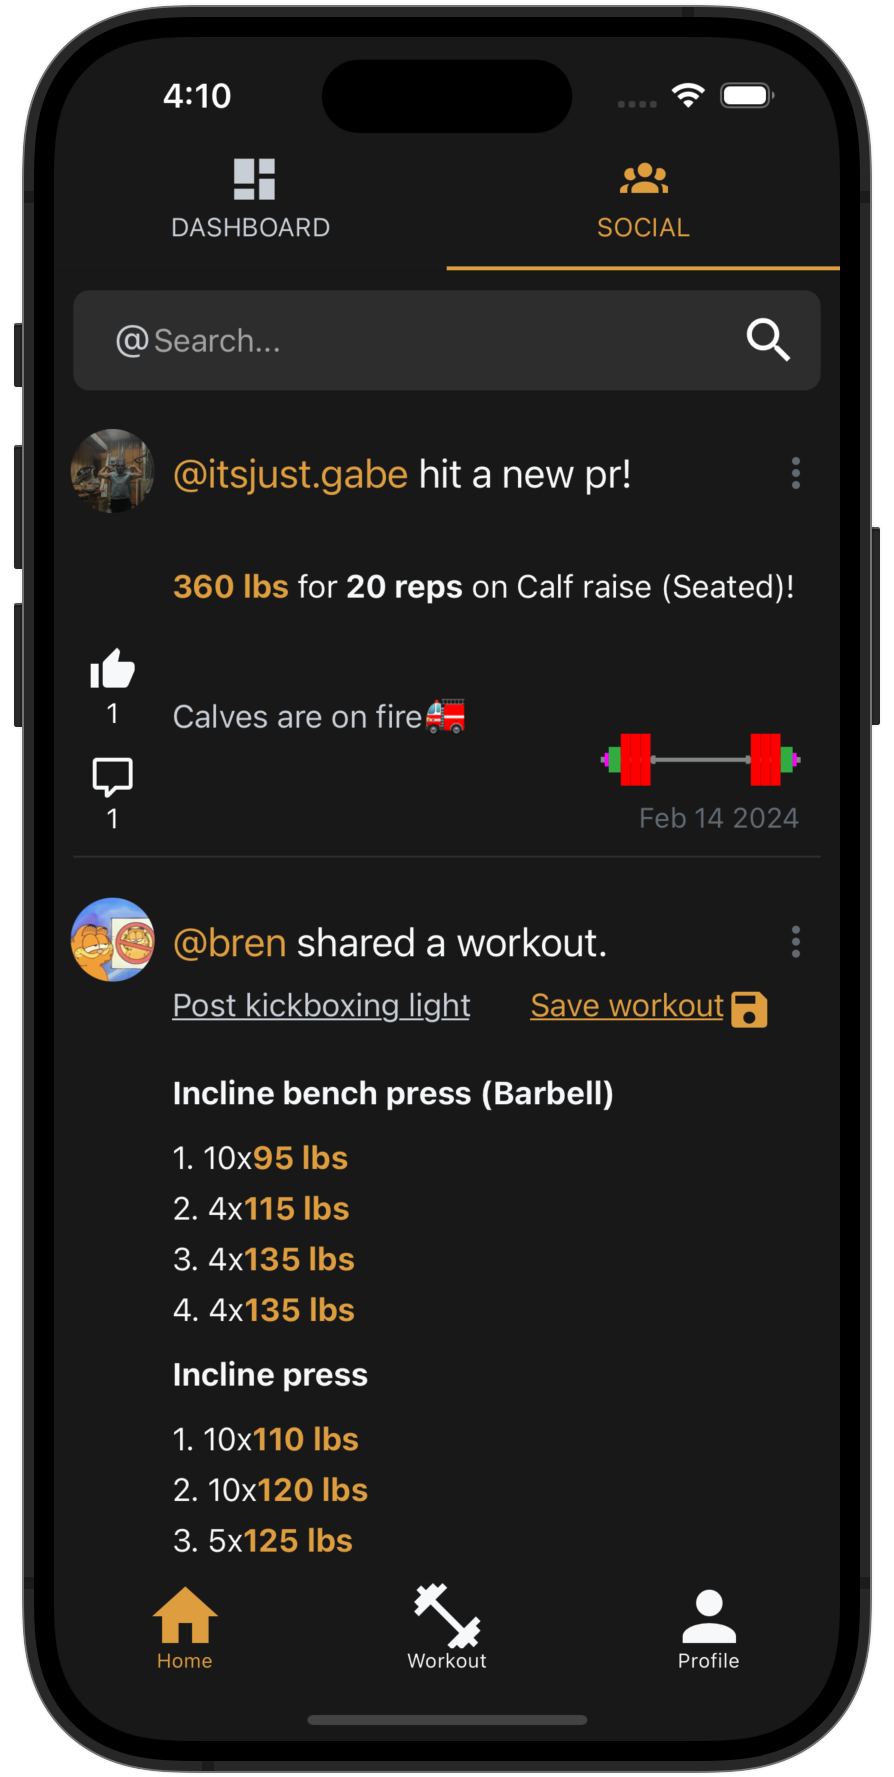 4:10
DASHBOARD
SOCIAL
@Search...
@itsjust.gabe hit a new pr!
360 lbs for 20 reps on Calf raise (Seated)!
1
Calves are on fire🚒
1
Feb 14 2024
@bren shared a workout.
Post kickboxing light
Save workout
Incline bench press (Barbell)
1. 10x95 lbs
2. 4x115 lbs
3. 4x135 lbs
4. 4x135 lbs
Incline press
1. 10x110 lbs
2. 10x120 lbs
3. 5x125 lbs
Home
Workout
Profile